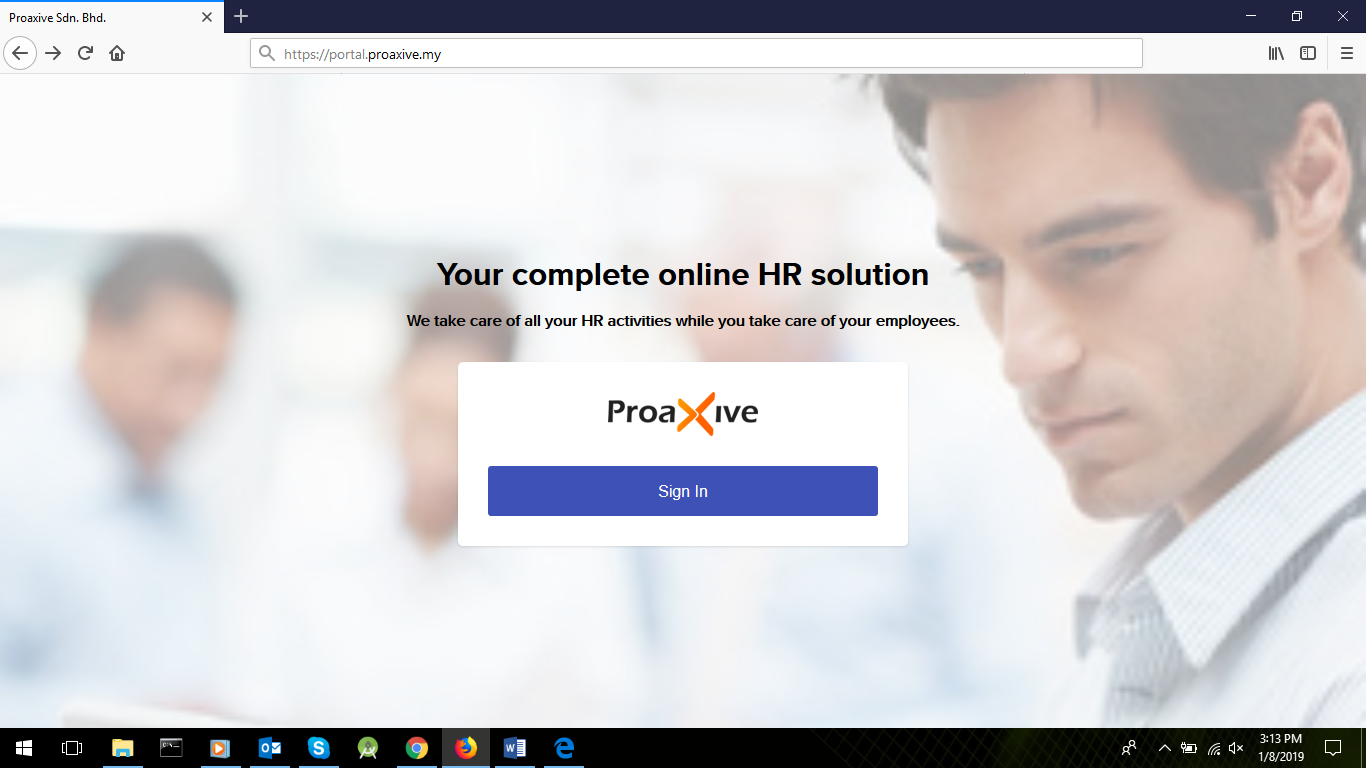 Proaxive Sdn. Bhd.
https://portal.proaxive.my
Your complete online HR solution
We take care of all your HR activities while you take care of your employees.
ProaXive
Sign In
3:13 PM
1/8/2019